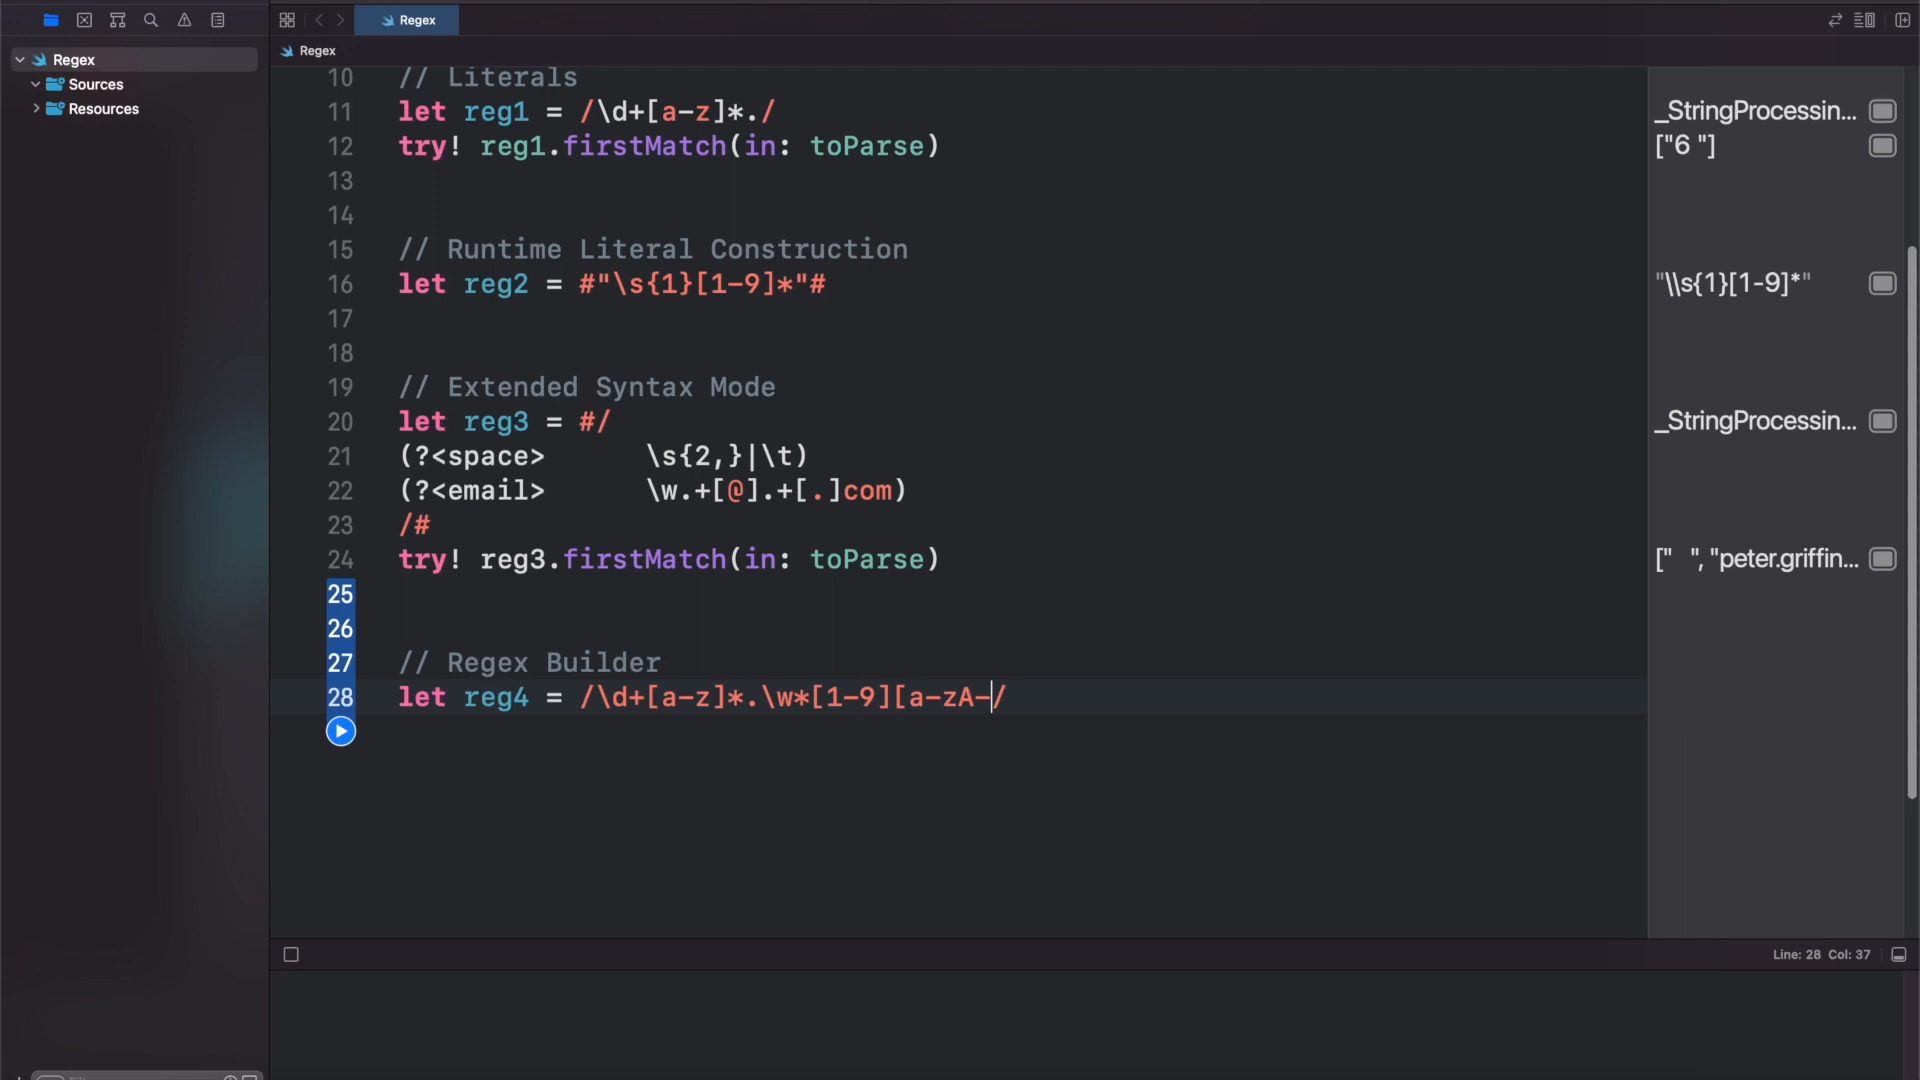 Regex
Regex
Regex
Sources
Resources
10 // Literals
11 let reg1 = /\d+[a-z]*./
_StringProcessin...
12 try! reg1.firstMatch(in: toParse)
["6 "]
13
14
15 // Runtime Literal Construction
16 let reg2 = #"\s{1}[1-9]*"#
"\\s{1}[1-9]*"
17
18
19 // Extended Syntax Mode
20 let reg3 = #/
_StringProcessin...
21 (?<space> \s{2,}|\t)
22 (?<email> \w.+[@].+[.]com)
23 /#
24 try! reg3.firstMatch(in: toParse)
[" ", "peter.griffin...
25
26
27 // Regex Builder
28 let reg4 = /\d+[a-z]*.\w*[1-9][a-zA-/
Line: 28 Col: 37